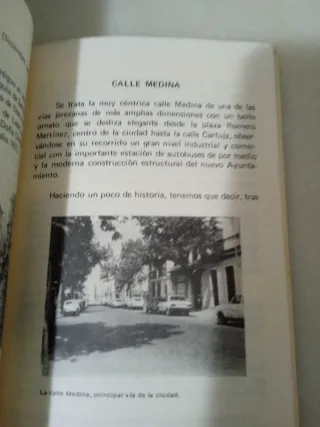 CALLE MEDINA
Se trata la muy céntrica calle Medina de una de las
vías jerezanas de más amplias dimensiones con un bello
ornato que se desliza elegante desde la plaza Romero
Martínez, centro de la ciudad hasta la calle Cartuja, obser-
vándose en su recorrido un gran nivel industrial y comer-
cial con la importante estación de autobuses de por medio
y la moderna construcción estructural del nuevo Ayunta-
miento.
Haciendo un poco de historia, tenemos que decir, tras
La calle Medina, principal vía de la ciudad.